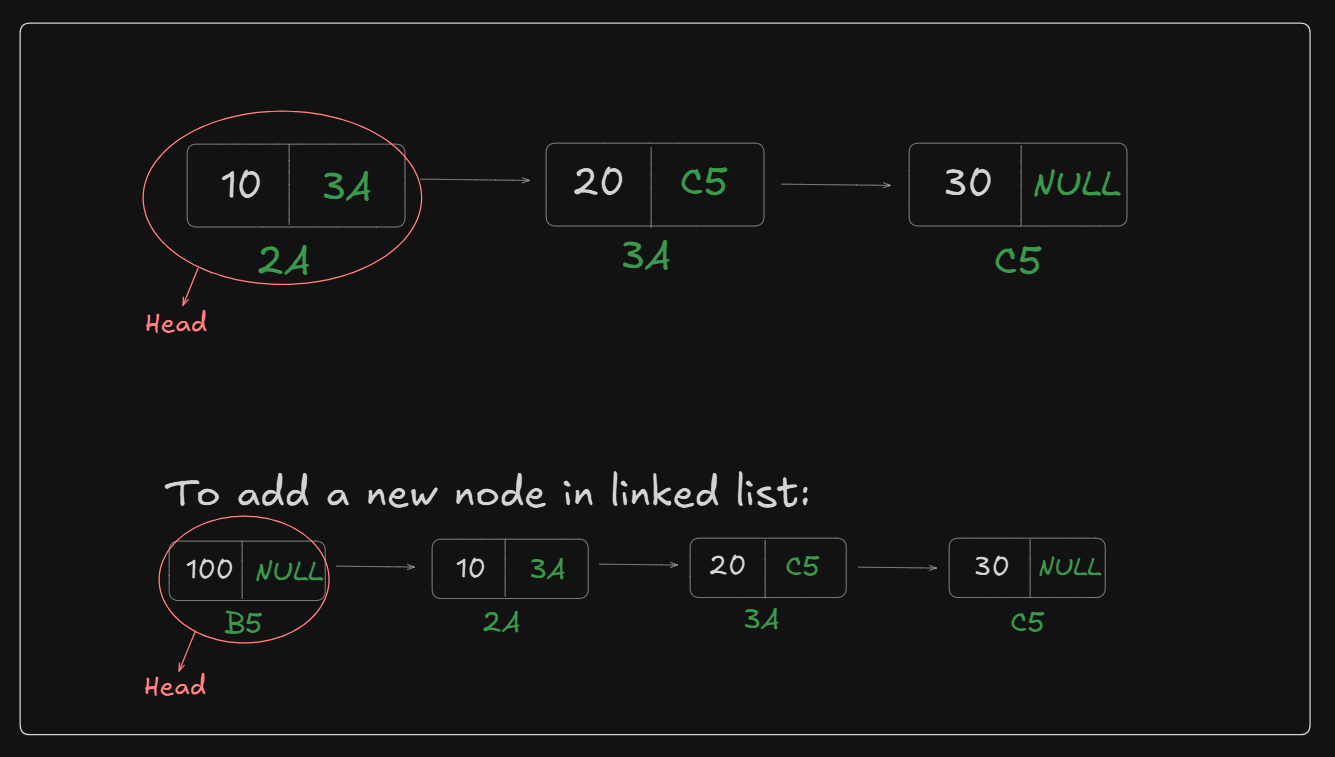 10 3A 20 C5 30 NULL
2A 3A C5
Head
To add a new node in linked list:
100 NULL 10 3A 20 C5 30 NULL
B5 2A 3A C5
Head